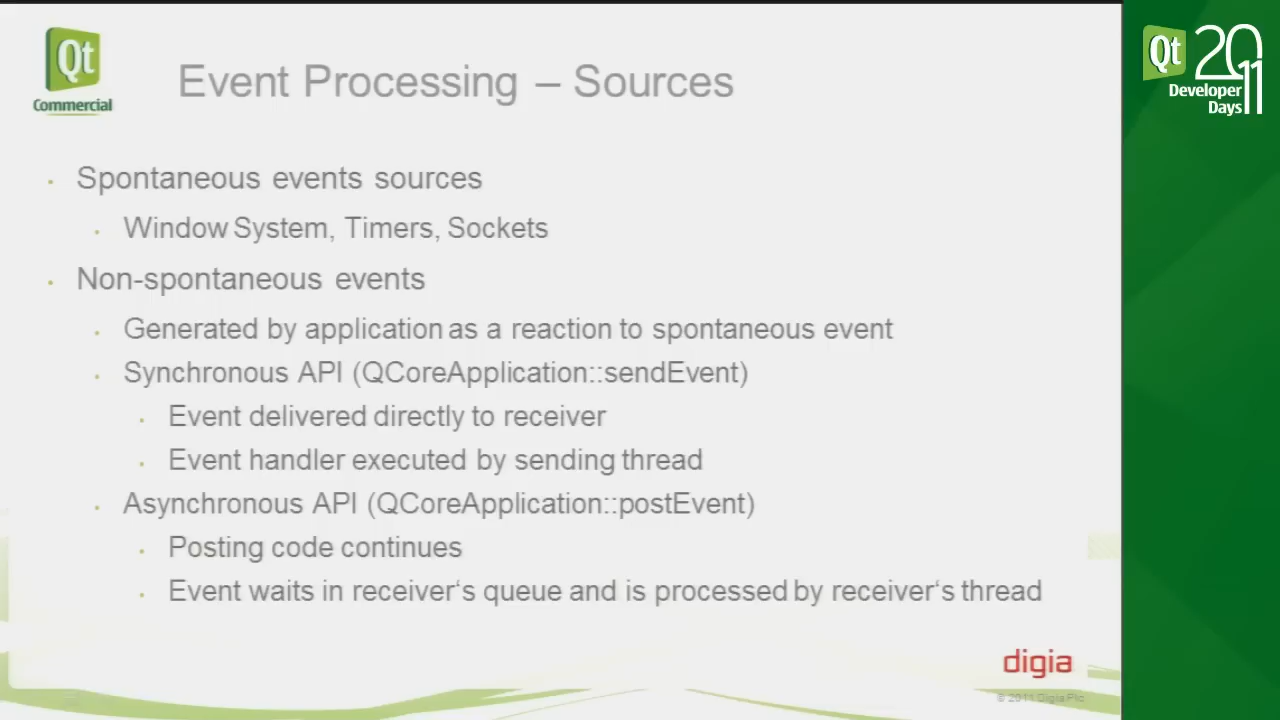 Qt
Commercial
Event Processing – Sources
Qt 2011
Developer
Days
Spontaneous events sources
Window System, Timers, Sockets
Non-spontaneous events
Generated by application as a reaction to spontaneous event
Synchronous API (QCoreApplication::sendEvent)
Event delivered directly to receiver
Event handler executed by sending thread
Asynchronous API (QCoreApplication::postEvent)
Posting code continues
Event waits in receiver‘s queue and is processed by receiver‘s thread
digia
© 2011 Digia Plc